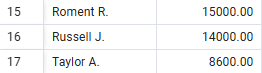 15 Roment R. 15000.00
16 Russell J. 14000.00
17 Taylor A. 8600.00